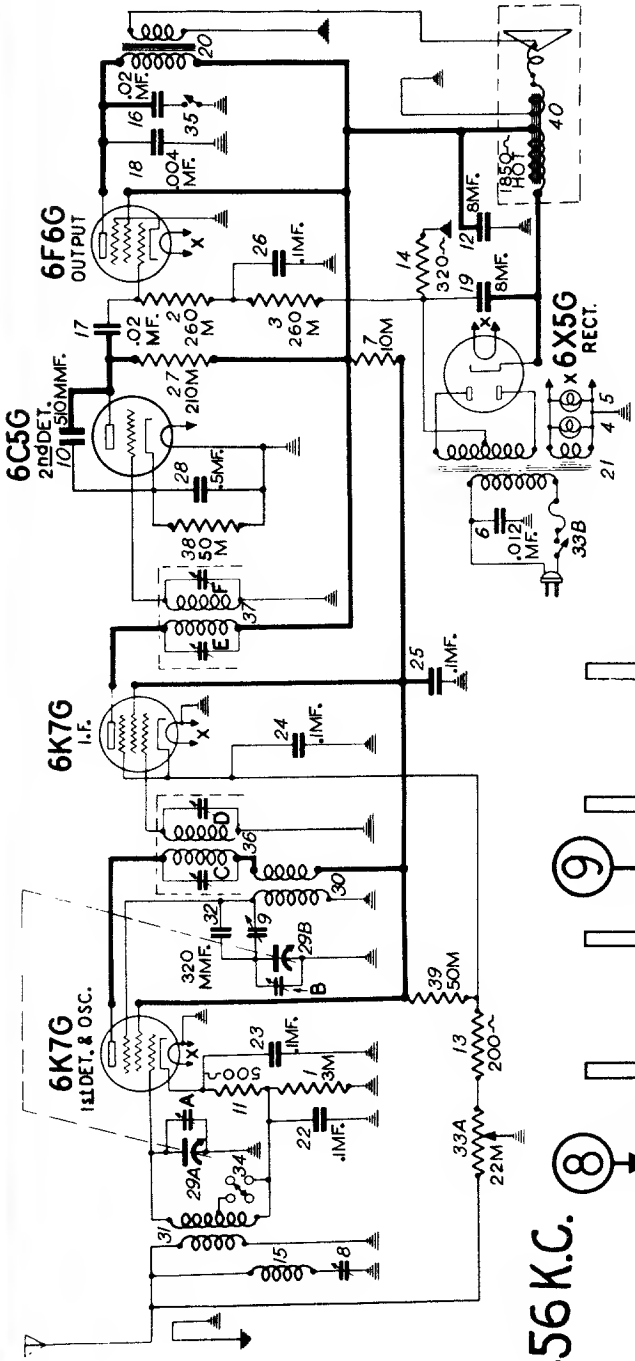 6K7G
1st DET. & OSC.
6K7G
I.F.
6C5G
2nd DET.
6F6G
OUTPUT
29A
A
31
34
15
8
11
500~
23
.1MF.
22
.1MF.
1
3M
X
320
MMF.
32
9
29B
B
C
D
36
30
33A
22M
13
200~
39
50M
24
.1MF.
X
25
.1MF.
E
F
37
38
50
M
28
.5MF.
10
510MMF.
27
210M
17
.02
MF.
2
260
M
3
260
M
26
.1MF.
7
10M
X
18
.004
MF.
.02
MF.
16
35
20
14
320~
19
8MF.
12
8MF.
1850~
HOT
40
X
6X5G
RECT.
X
4
5
21
6
.012
MF.
33B
56 K.C.
8
9